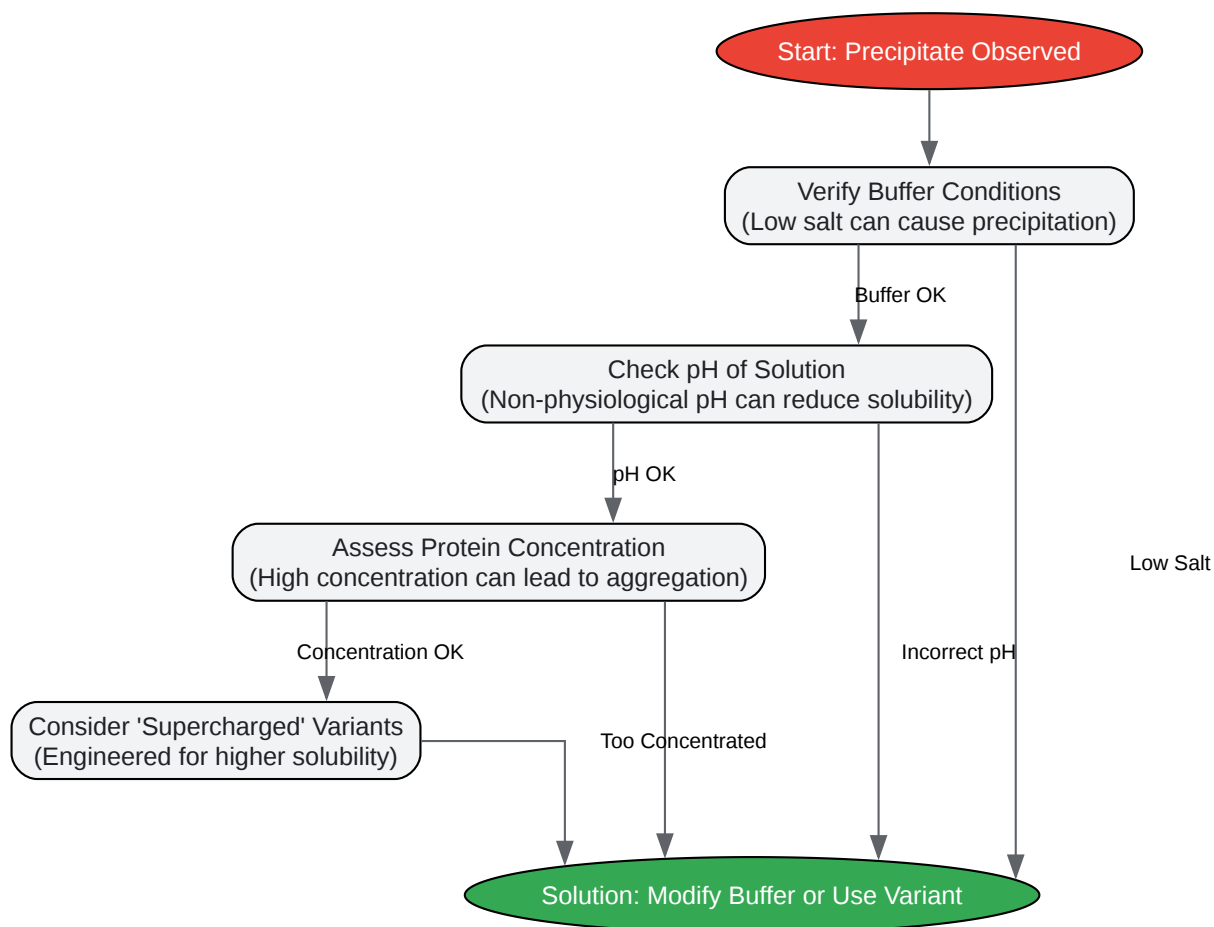 Start: Precipitate Observed
Verify Buffer Conditions
(Low salt can cause precipitation)
Buffer OK
Check pH of Solution
(Non-physiological pH can reduce solubility)
pH OK
Assess Protein Concentration
(High concentration can lead to aggregation)
Low Salt
Concentration OK
Incorrect pH
Consider 'Supercharged' Variants
(Engineered for higher solubility)
Too Concentrated
Solution: Modify Buffer or Use Variant